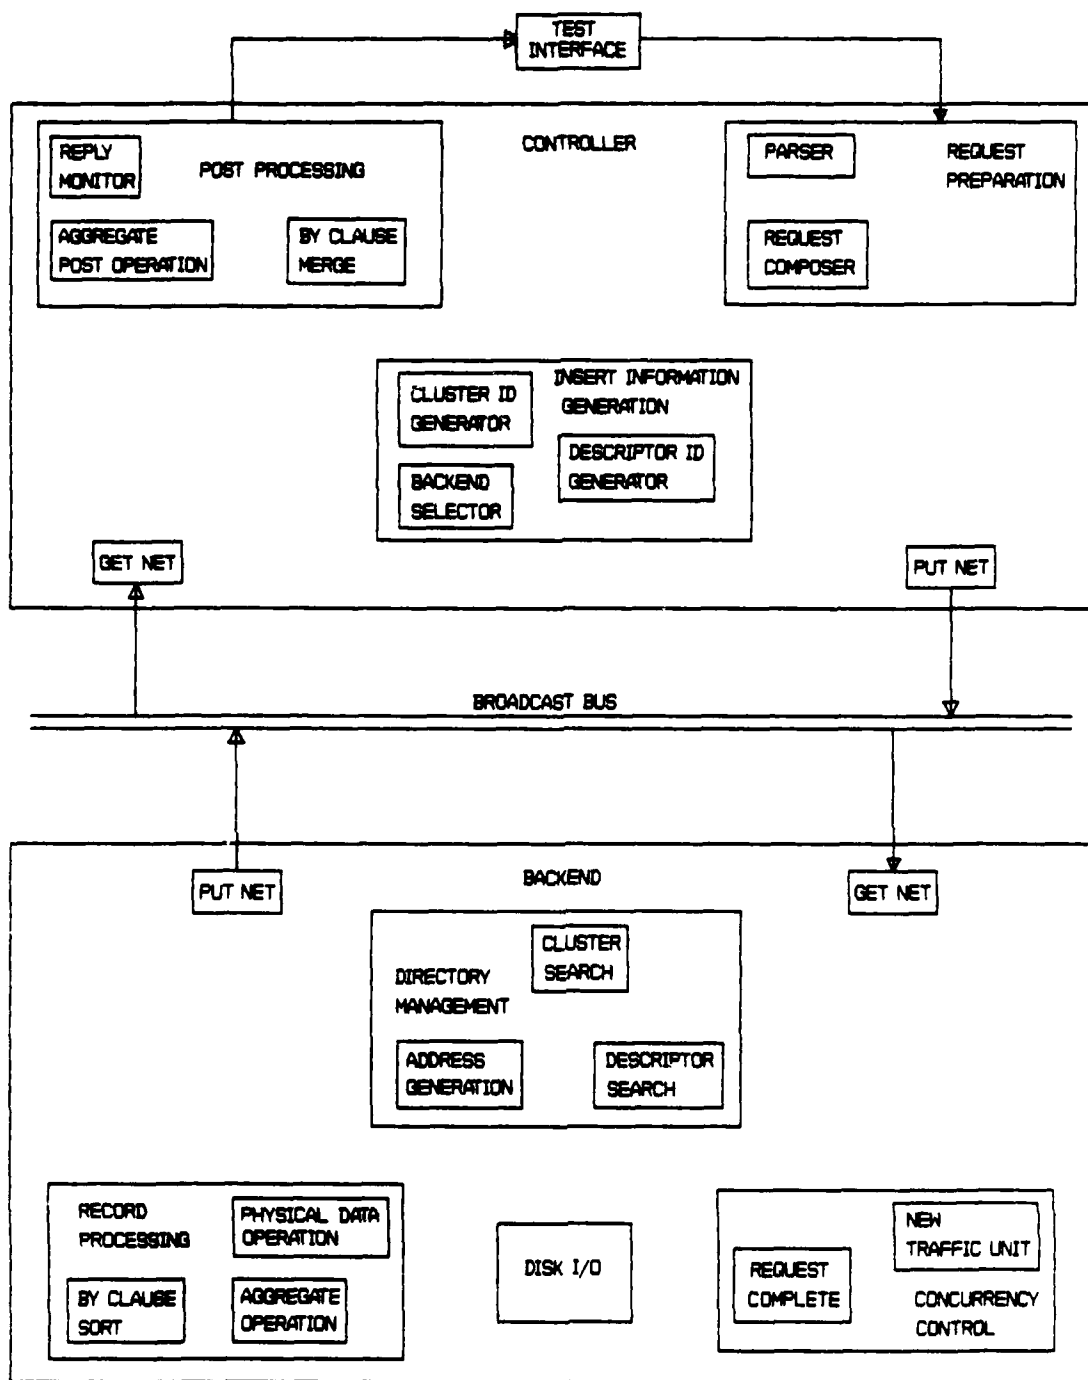 TEST
INTERFACE
CONTROLLER
REPLY
MONITOR
POST PROCESSING
AGGREGATE
POST OPERATION
BY CLAUSE
MERGE
PARSER
REQUEST
PREPARATION
REQUEST
COMPOSER
CLUSTER ID
GENERATOR
INSERT INFORMATION
GENERATION
DESCRIPTOR ID
GENERATOR
BACKEND
SELECTOR
GET NET
PUT NET
BROADCAST BUS
PUT NET
BACKEND
GET NET
CLUSTER
SEARCH
DIRECTORY
MANAGEMENT
ADDRESS
GENERATION
DESCRIPTOR
SEARCH
RECORD
PROCESSING
PHYSICAL DATA
OPERATION
BY CLAUSE
SORT
AGGREGATE
OPERATION
DISK I/O
NEW
TRAFFIC UNIT
REQUEST
COMPLETE
CONCURRENCY
CONTROL